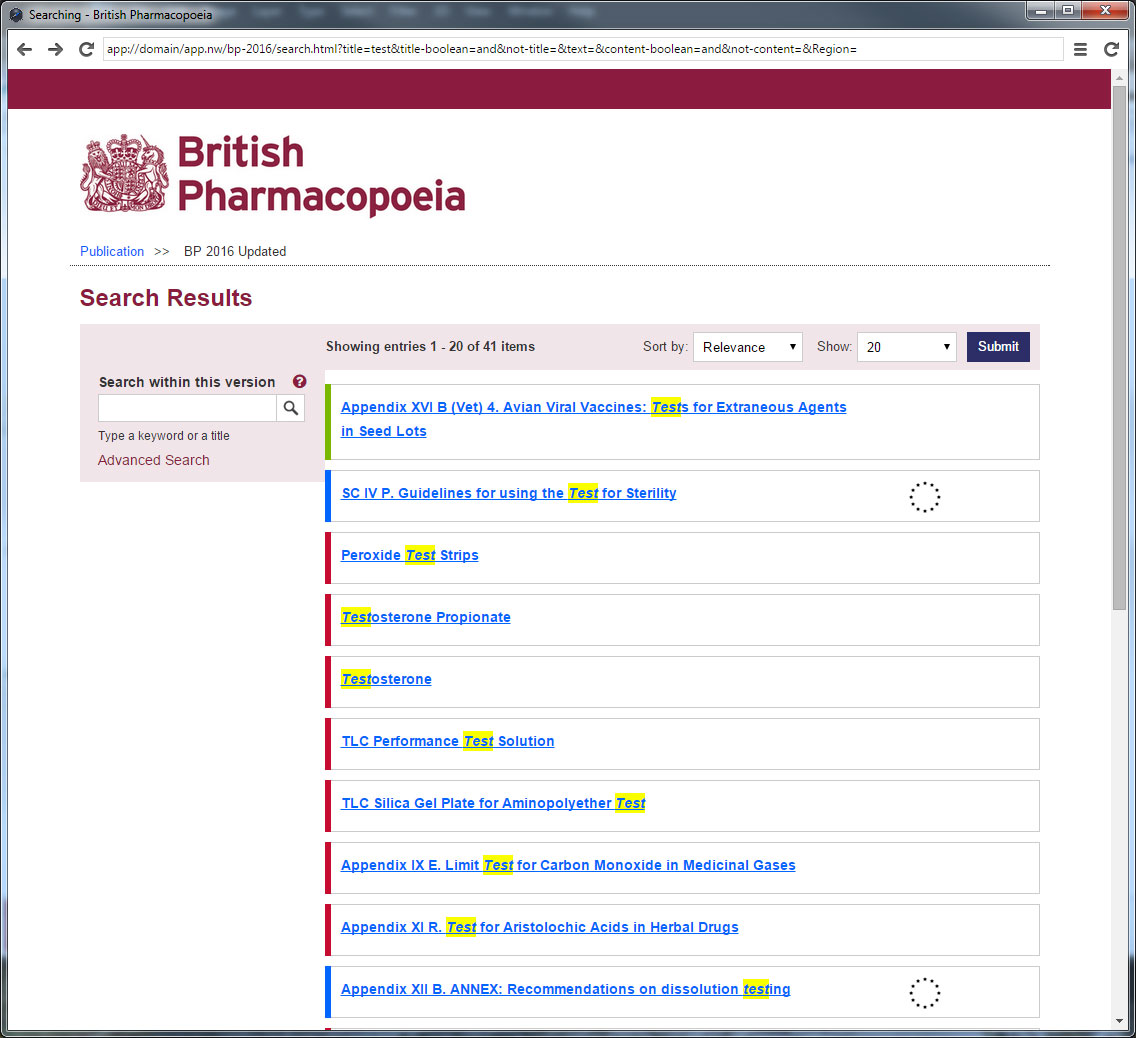 Searching - British Pharmacopoeia
app://domain/app.nw/bp-2016/search.html?title=test&title-boolean=and&not-title=&text=&content-boolean=and&not-content=&Region=
British
Pharmacopoeia
Publication >> BP 2016 Updated
Search Results
Showing entries 1 - 20 of 41 items Sort by: Relevance Show: 20 Submit
Search within this version ?
Type a keyword or a title
Advanced Search
Appendix XVI B (Vet) 4. Avian Viral Vaccines: Tests for Extraneous Agents
in Seed Lots
SC IV P. Guidelines for using the Test for Sterility
Peroxide Test Strips
Testosterone Propionate
Testosterone
TLC Performance Test Solution
TLC Silica Gel Plate for Aminopolyether Test
Appendix IX E. Limit Test for Carbon Monoxide in Medicinal Gases
Appendix XI R. Test for Aristolochic Acids in Herbal Drugs
Appendix XII B. ANNEX: Recommendations on dissolution testing